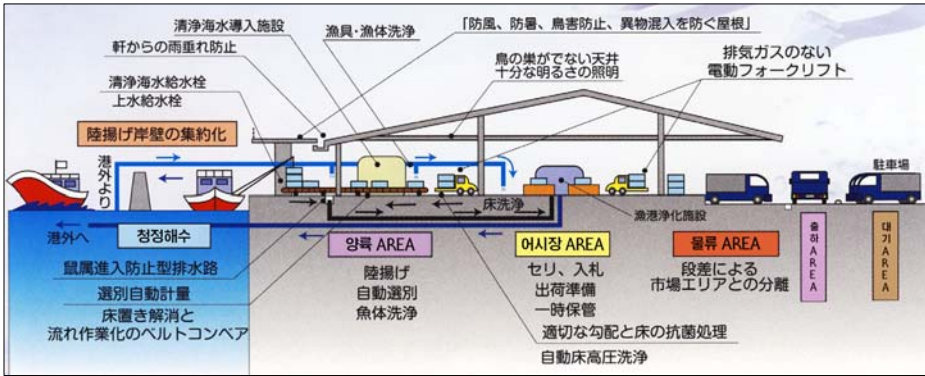 清浄海水導入施設
漁具・漁体洗浄
「防風、防暑、鳥害防止、異物混入を防ぐ屋根」
軒からの雨垂れ防止
鳥の巣がでない天井
十分な明るさの照明
排気ガスのない
電動フォークリフト
清浄海水給水栓
上水給水栓
陸揚げ岸壁の集約化
港外より
駐車場
床洗浄
漁港浄化施設
港外へ
청정해수
양륙 AREA
어시장 AREA
물류 AREA
출하 AREA
대기 AREA
鼠属進入防止型排水路
選別自動計量
床置き解消と
流れ作業化のベルトコンベア
陸揚げ
自動選別
魚体洗浄
セリ、入札
出荷準備
一時保管
段差による
市場エリアとの分離
適切な勾配と床の抗菌処理
自動床高圧洗浄